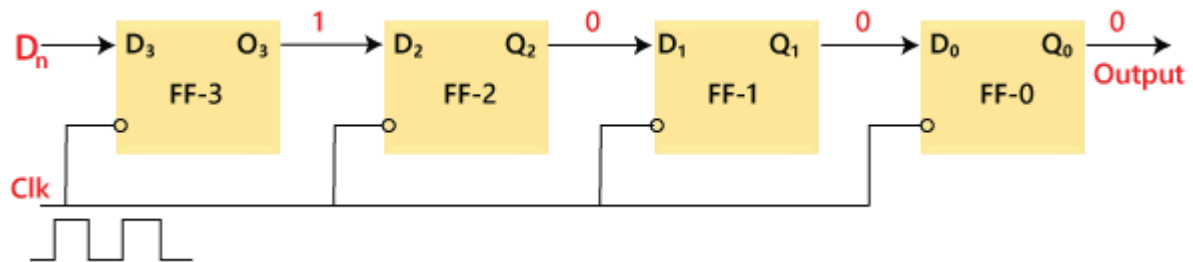 1 0 0 0
Dₙ D₃ O₃ D₂ Q₂ D₁ Q₁ D₀ Q₀
Output
FF-3 FF-2 FF-1 FF-0
Clk